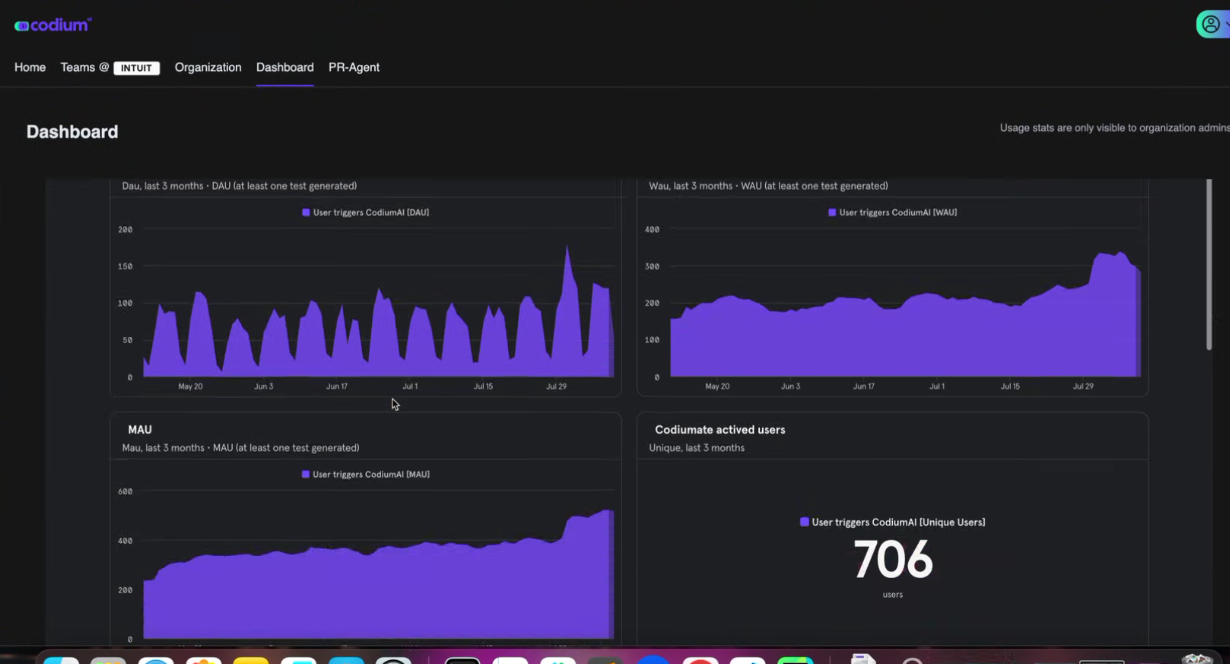 codium
Home Teams @ INTUIT Organization Dashboard PR-Agent
Dashboard
Usage stats are only visible to organization admins
Dau, last 3 months · DAU (at least one test generated)
User triggers CodiumAI [DAU]
200
150
100
50
0
May 20 Jun 3 Jun 17 Jul 1 Jul 15 Jul 29
Wau, last 3 months · WAU (at least one test generated)
User triggers CodiumAI [WAU]
400
300
200
100
0
May 20 Jun 3 Jun 17 Jul 1 Jul 15 Jul 29
MAU
Mau, last 3 months · MAU (at least one test generated)
User triggers CodiumAI [MAU]
600
400
200
0
Codiumate actived users
Unique, last 3 months
User triggers CodiumAI [Unique Users]
706
users